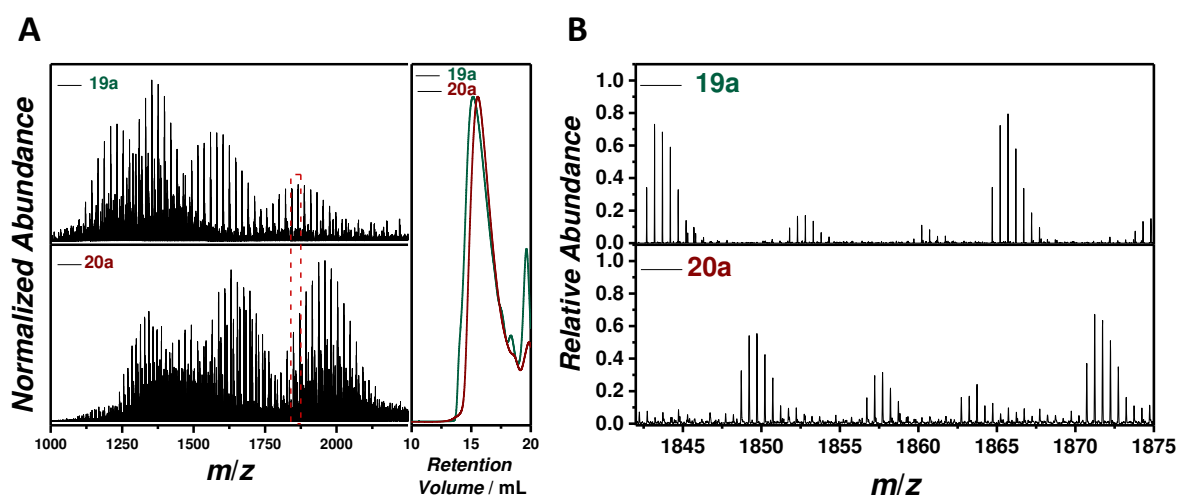 A
B
Normalized Abundance
19a
20a
1000 1250 1500 1750 2000
m/z
19a
20a
10 15 20
Retention
Volume / mL
Relative Abundance
19a
1.0
0.8
0.6
0.4
0.2
0.0
20a
1.0
0.8
0.6
0.4
0.2
0.0
1845 1850 1855 1860 1865 1870 1875
m/z